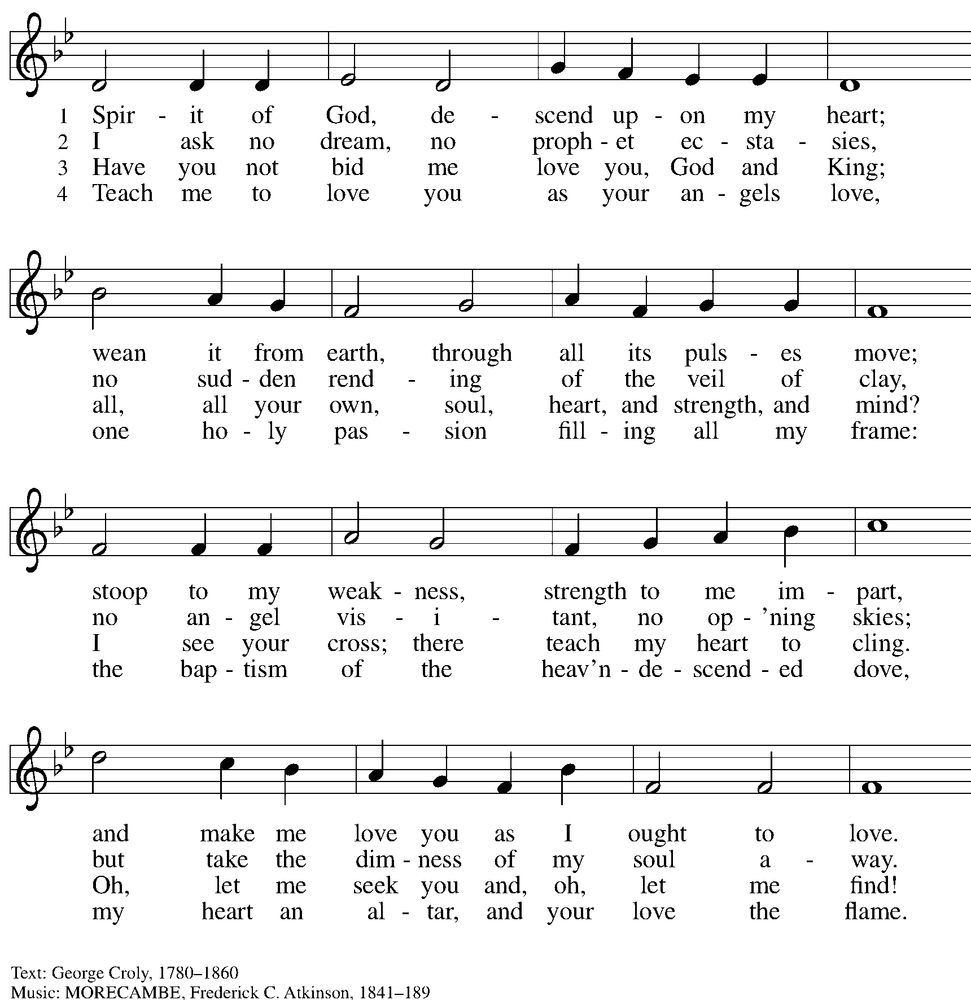 1 Spir - it of God, de - scend up - on my heart;
2 I ask no dream, no proph - et ec - sta - sies,
3 Have you not bid me love you, God and King;
4 Teach me to love you as your an - gels love,
wean it from earth, through all its puls - es move;
no sud - den rend - ing of the veil of clay,
all, all your own, soul, heart, and strength, and mind?
one ho - ly pas - sion fill - ing all my frame:
stoop to my weak - ness, strength to me im - part,
no an - gel vis - i - tant, no op - ’ning skies;
I see your cross; there teach my heart to cling.
the bap - tism of the heav’n - de - scend - ed dove,
and make me love you as I ought to love.
but take the dim - ness of my soul a - way.
Oh, let me seek you and, oh, let me find!
my heart an al - tar, and your love the flame.
Text: George Croly, 1780–1860
Music: MORECAMBE, Frederick C. Atkinson, 1841–189